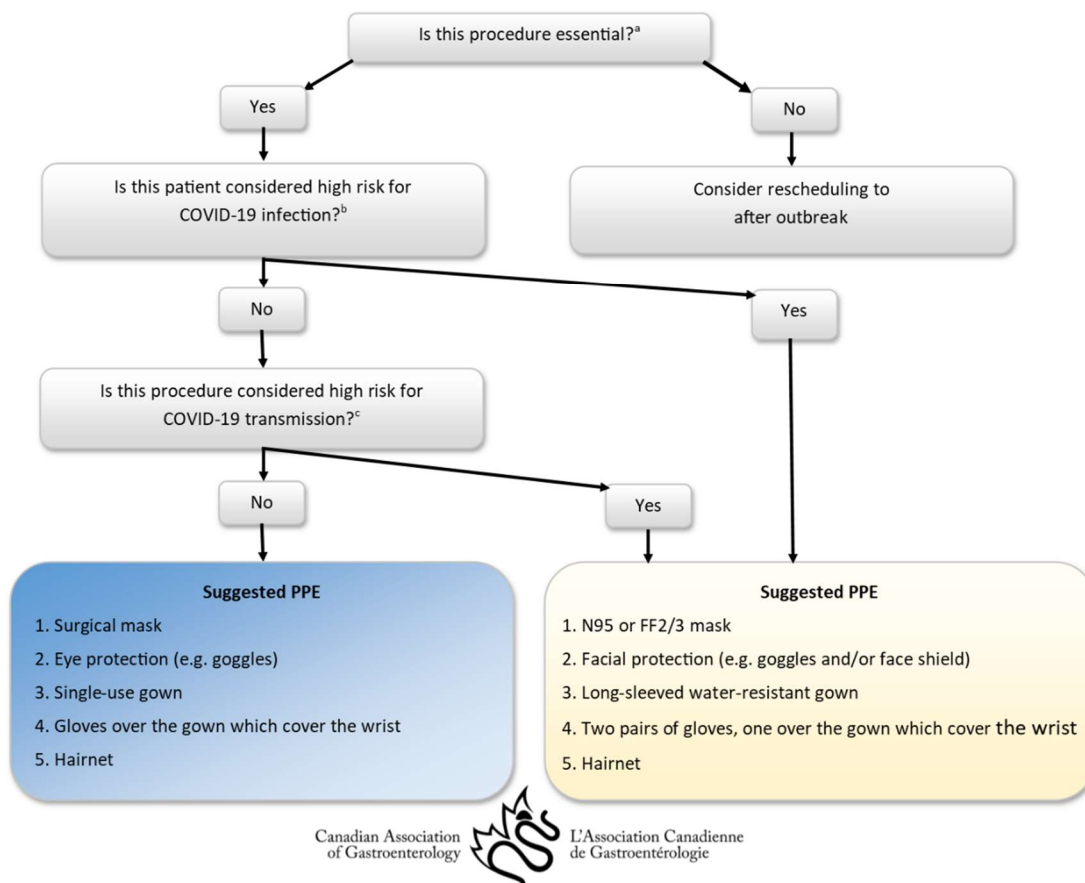 Is this procedure essential?ᵃ
Yes
No
Is this patient considered high risk for
COVID-19 infection?ᵇ
Consider rescheduling to
after outbreak
No
Yes
Is this procedure considered high risk for
COVID-19 transmission?ᶜ
No
Yes
Suggested PPE
1. Surgical mask
2. Eye protection (e.g. goggles)
3. Single-use gown
4. Gloves over the gown which cover the wrist
5. Hairnet
Suggested PPE
1. N95 or FF2/3 mask
2. Facial protection (e.g. goggles and/or face shield)
3. Long-sleeved water-resistant gown
4. Two pairs of gloves, one over the gown which cover the wrist
5. Hairnet
Canadian Association
of Gastroenterology
L'Association Canadienne
de Gastroentérologie